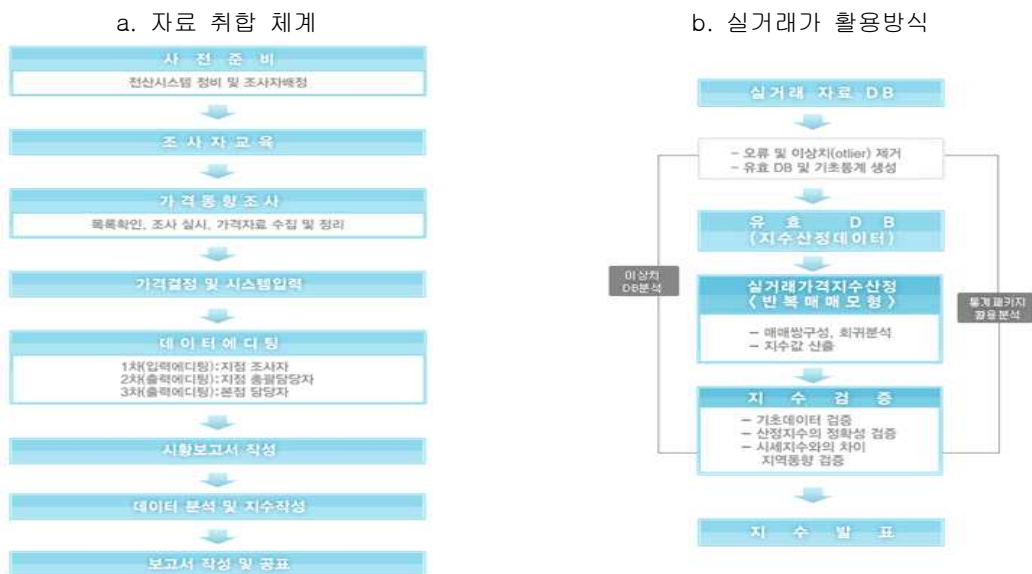 a. 자료 취합 체계
사 전 준 비
전산시스템 정비 및 조사자배정
조 사 자 교 육
가 격 동 향 조 사
목록확인, 조사 실시, 가격자료 수집 및 정리
가격결정 및 시스템입력
데 이 터 에 디 팅
1차(입력에디팅):지점 조사자
2차(출력에디팅):지점 총괄담당자
3차(출력에디팅):본점 담당자
시황보고서 작성
데이터 분석 및 지수작성
보고서 작성 및 공표
b. 실거래가 활용방식
실거래 자료 DB
- 오류 및 이상치(otlier) 제거
- 유효 DB 및 기초통계 생성
유 효 D B
(지수산정데이터)
이상치
DB분석
실거래가격지수산정
< 반 복 매 매 모 형 >
- 매매쌍구성, 회귀분석
- 지수값 산출
통계패키지
활용분석
지 수 검 증
- 기초데이터 검증
- 산정지수의 정확성 검증
- 시세지수와의 차이
지역동향 검증
지 수 발 표